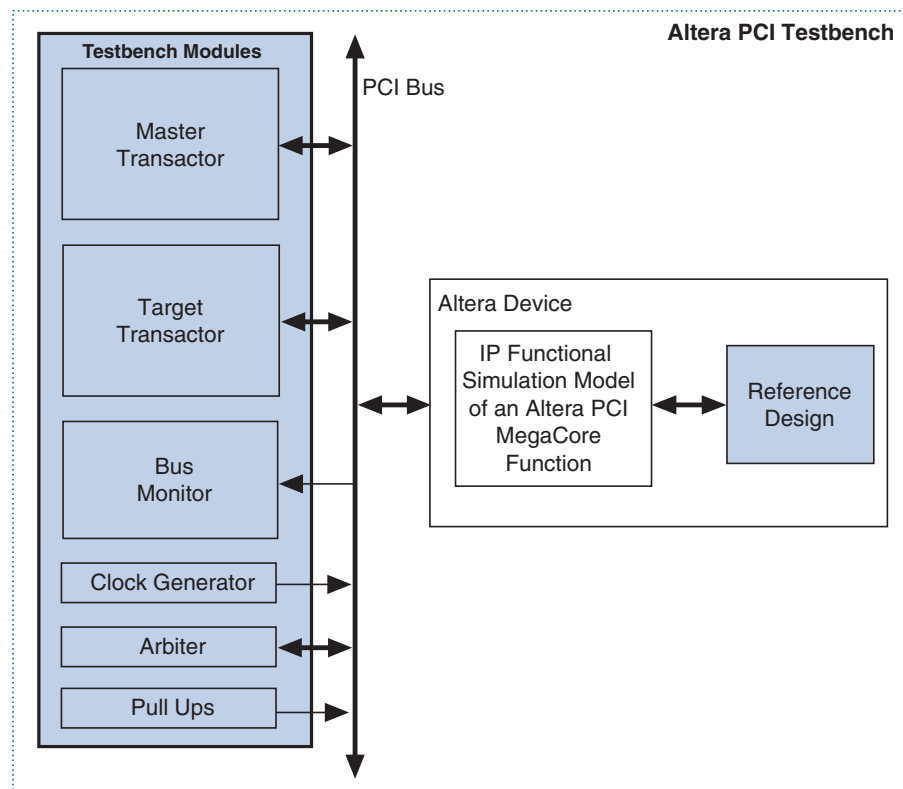 Altera PCI Testbench
Testbench Modules
PCI Bus
Master
Transactor
Target
Transactor
Bus
Monitor
Clock Generator
Arbiter
Pull Ups
Altera Device
IP Functional
Simulation Model
of an Altera PCI
MegaCore
Function
Reference
Design